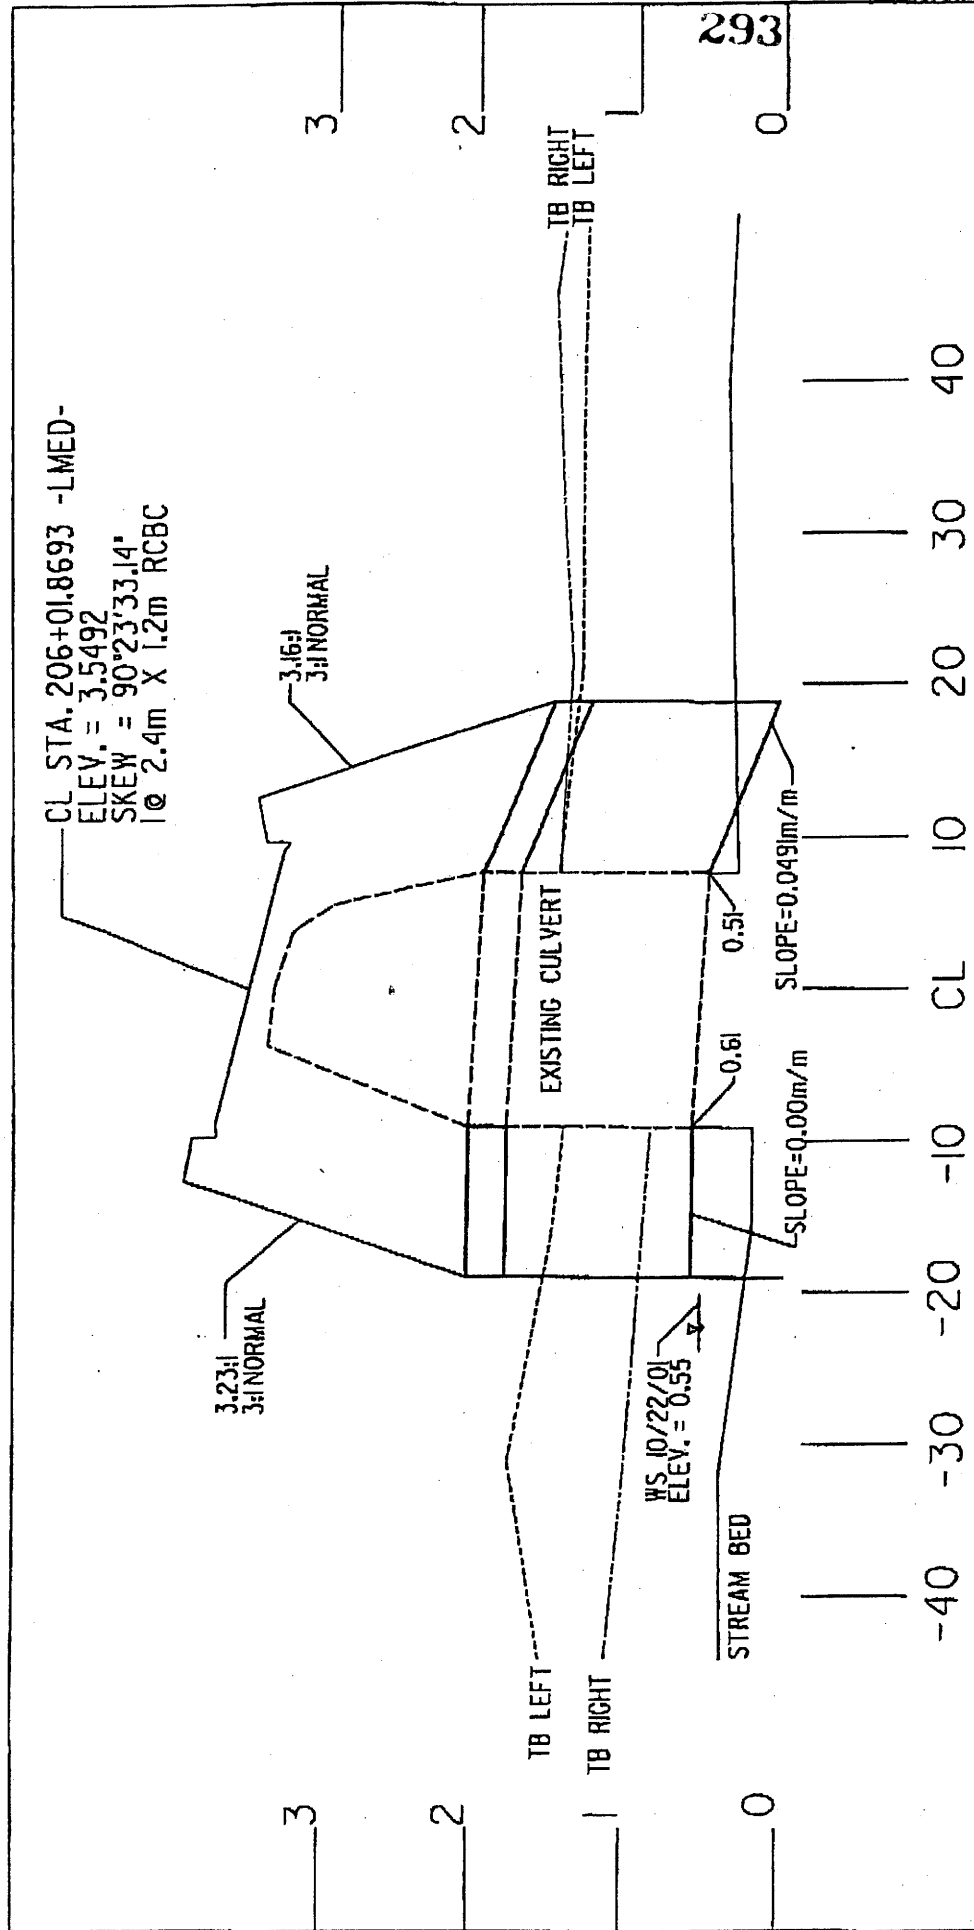 293
CL STA. 206+01.8693 -LMED-
ELEV. = 3.5492
SKEW = 90°23'33.14"
1@ 2.4m X 1.2m RCBC
3.23:1
3:1 NORMAL
3.16:1
3:1 NORMAL
3
2
1
0
3
2
1
0
TB LEFT
TB RIGHT
TB RIGHT
TB LEFT
EXISTING CULVERT
WS 10/22/01
ELEV. = 0.55
STREAM BED
0.61
0.51
SLOPE=0.00m/m
SLOPE=0.0491m/m
-40
-30
-20
-10
CL
10
20
30
40